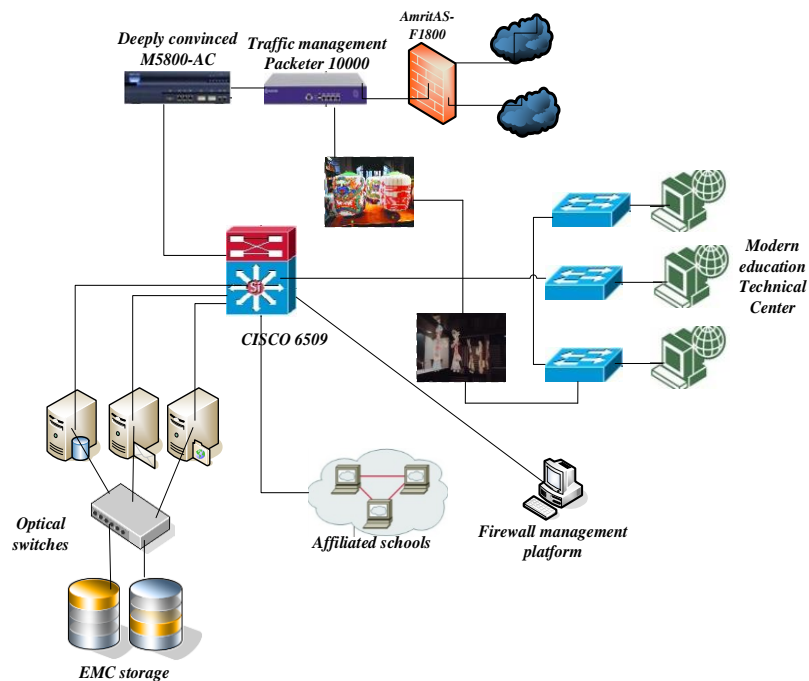 AmritAS-
F1800
Deeply convinced
M5800-AC
Traffic management
Packeter 10000
Modern
education
Technical
Center
Si
CISCO 6509
Optical
switches
Affiliated schools
Firewall management
platform
EMC storage